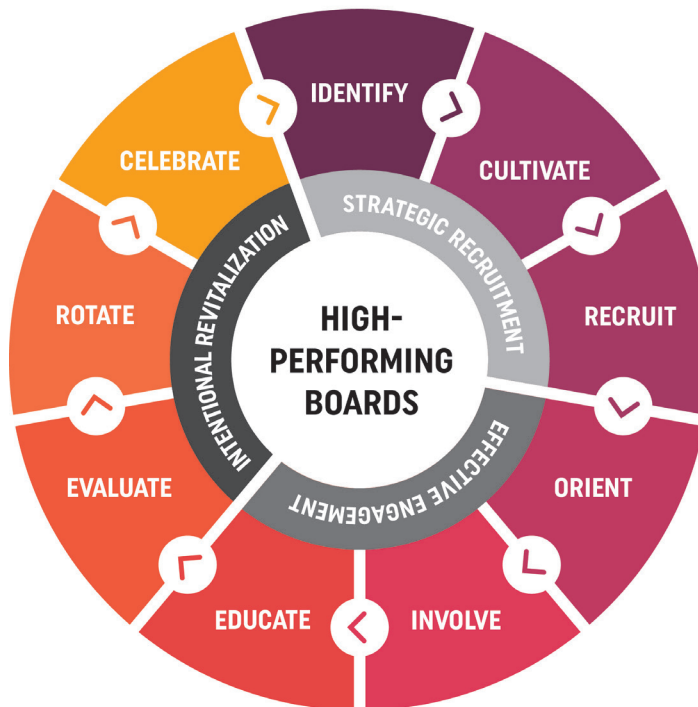 IDENTIFY
CULTIVATE
RECRUIT
ORIENT
INVOLVE
EDUCATE
EVALUATE
ROTATE
CELEBRATE
STRATEGIC RECRUITMENT
EFFECTIVE ENGAGEMENT
INTENTIONAL REVITALIZATION
HIGH-
PERFORMING
BOARDS